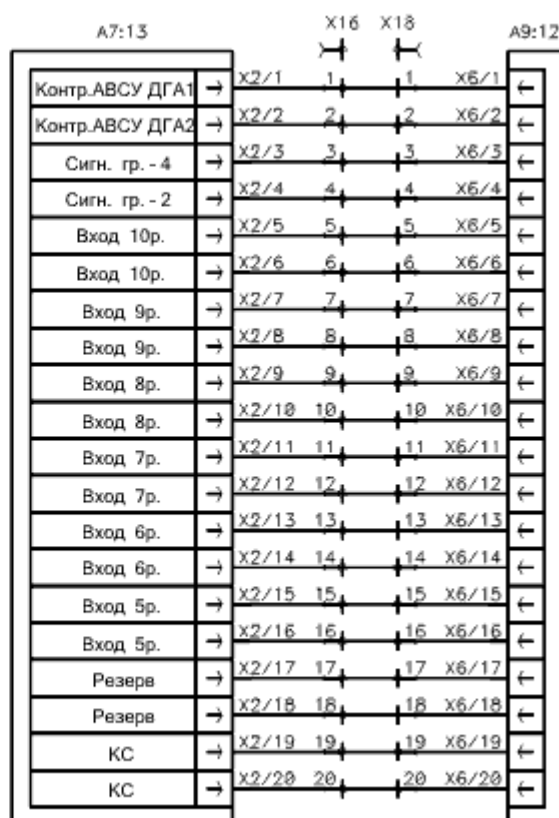 X16 X18
A7:13 A9:12
Контр.АВСУ ДГА1 X2/1 1 1 X6/1
Контр.АВСУ ДГА2 X2/2 2 2 X6/2
Сигн. гр. - 4 X2/3 3 3 X6/3
Сигн. гр. - 2 X2/4 4 4 X6/4
Вход 10р. X2/5 5 5 X6/5
Вход 10р. X2/6 6 6 X6/6
Вход 9р. X2/7 7 7 X6/7
Вход 9р. X2/8 8 8 X6/8
Вход 8р. X2/9 9 9 X6/9
Вход 8р. X2/10 10 10 X6/10
Вход 7р. X2/11 11 11 X6/11
Вход 7р. X2/12 12 12 X6/12
Вход 6р. X2/13 13 13 X6/13
Вход 6р. X2/14 14 14 X6/14
Вход 5р. X2/15 15 15 X6/15
Вход 5р. X2/16 16 16 X6/16
Резерв X2/17 17 17 X6/17
Резерв X2/18 18 18 X6/18
КС X2/19 19 19 X6/19
КС X2/20 20 20 X6/20